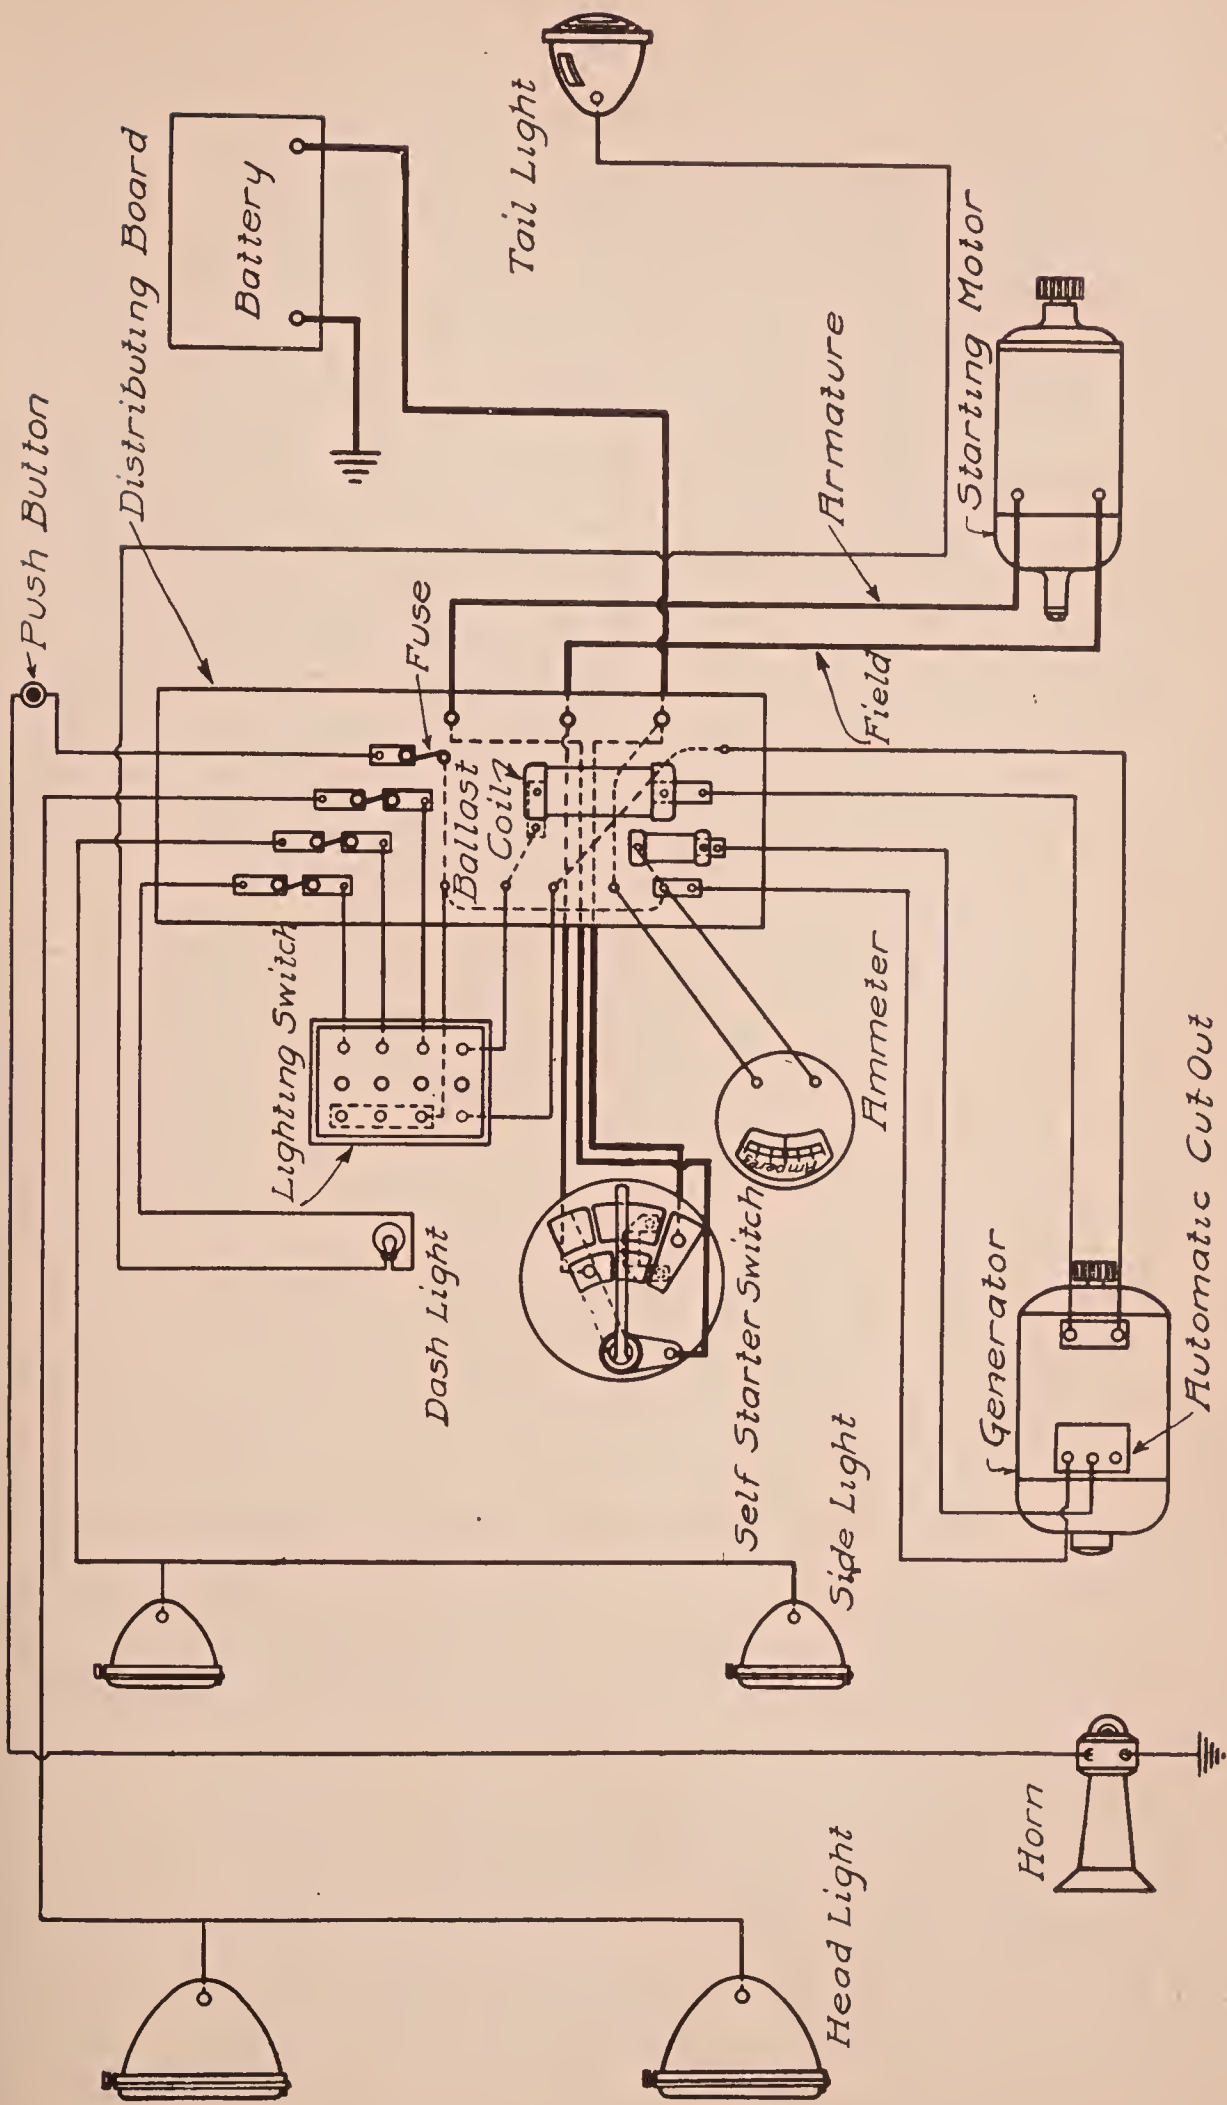 Push Button
Distributing Board
Battery
Tail Light
Fuse
Armature
Starting Motor
Field
Ballast
Coil
Lighting Switch
Ammeter
Amperes
Dash Light
Self Starter Switch
Generator
Automatic Cut Out
Side Light
Horn
Head Light